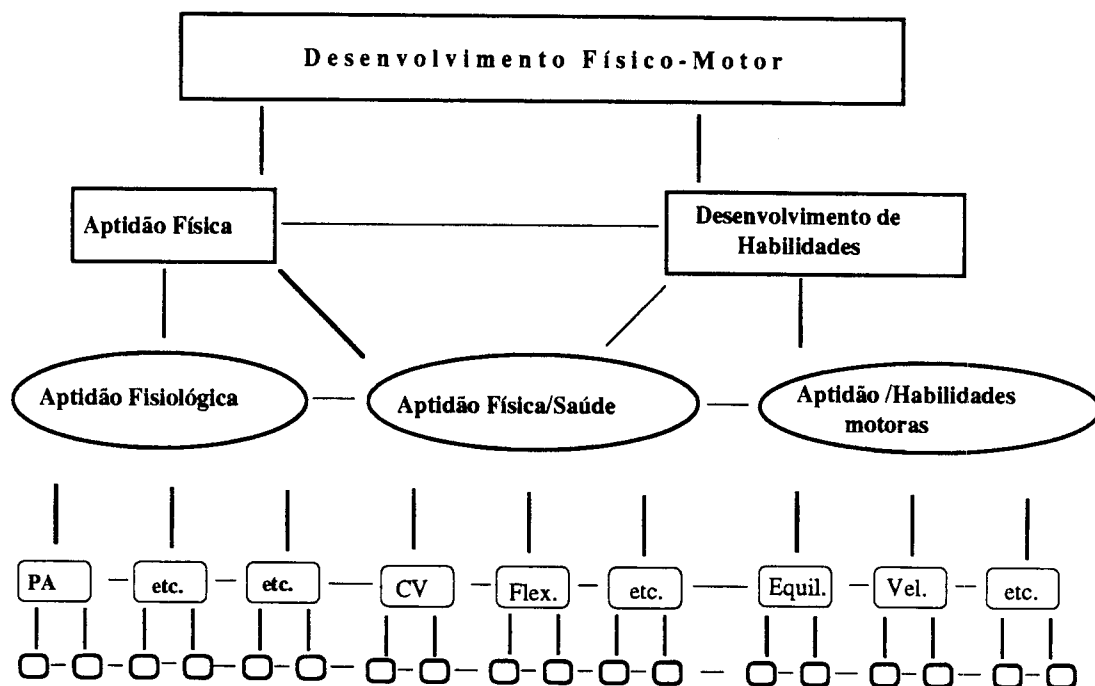 Desenvolvimento Físico-Motor
Aptidão Física
Desenvolvimento de
Habilidades
Aptidão Fisiológica
Aptidão Física/Saúde
Aptidão /Habilidades
motoras
PA
etc.
etc.
CV
Flex.
etc.
Equil.
Vel.
etc.